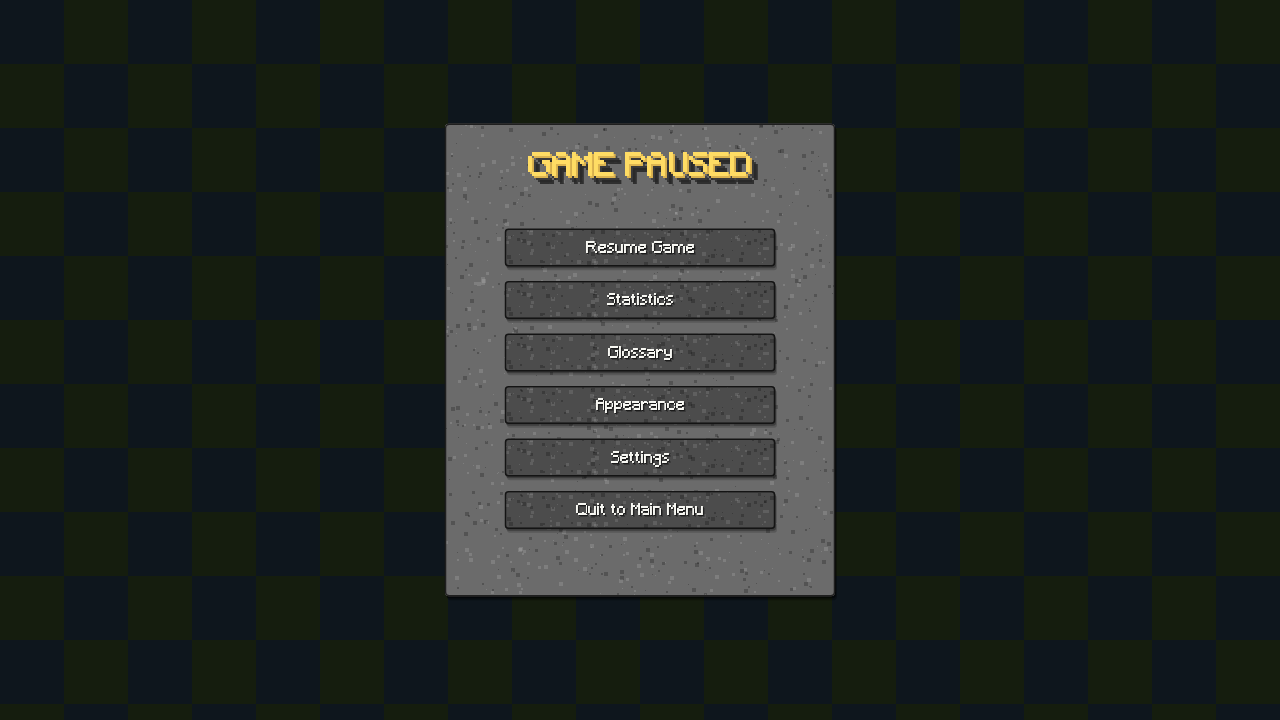 GAME PAUSED
Resume Game
Statistics
Glossary
Appearance
Settings
Quit to Main Menu